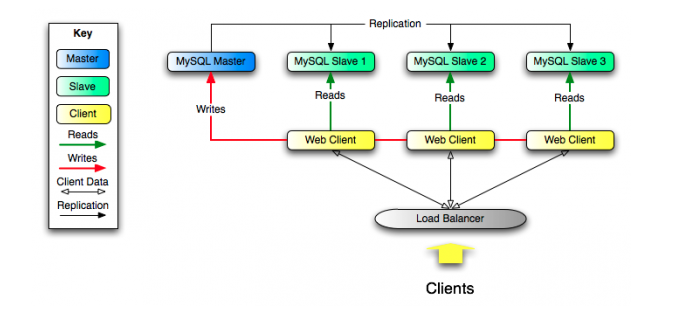 Key
Master
Slave
Client
Reads
Writes
Client Data
Replication
Replication
MySQL Master
MySQL Slave 1
MySQL Slave 2
MySQL Slave 3
Writes
Reads
Reads
Reads
Web Client
Web Client
Web Client
Load Balancer
Clients